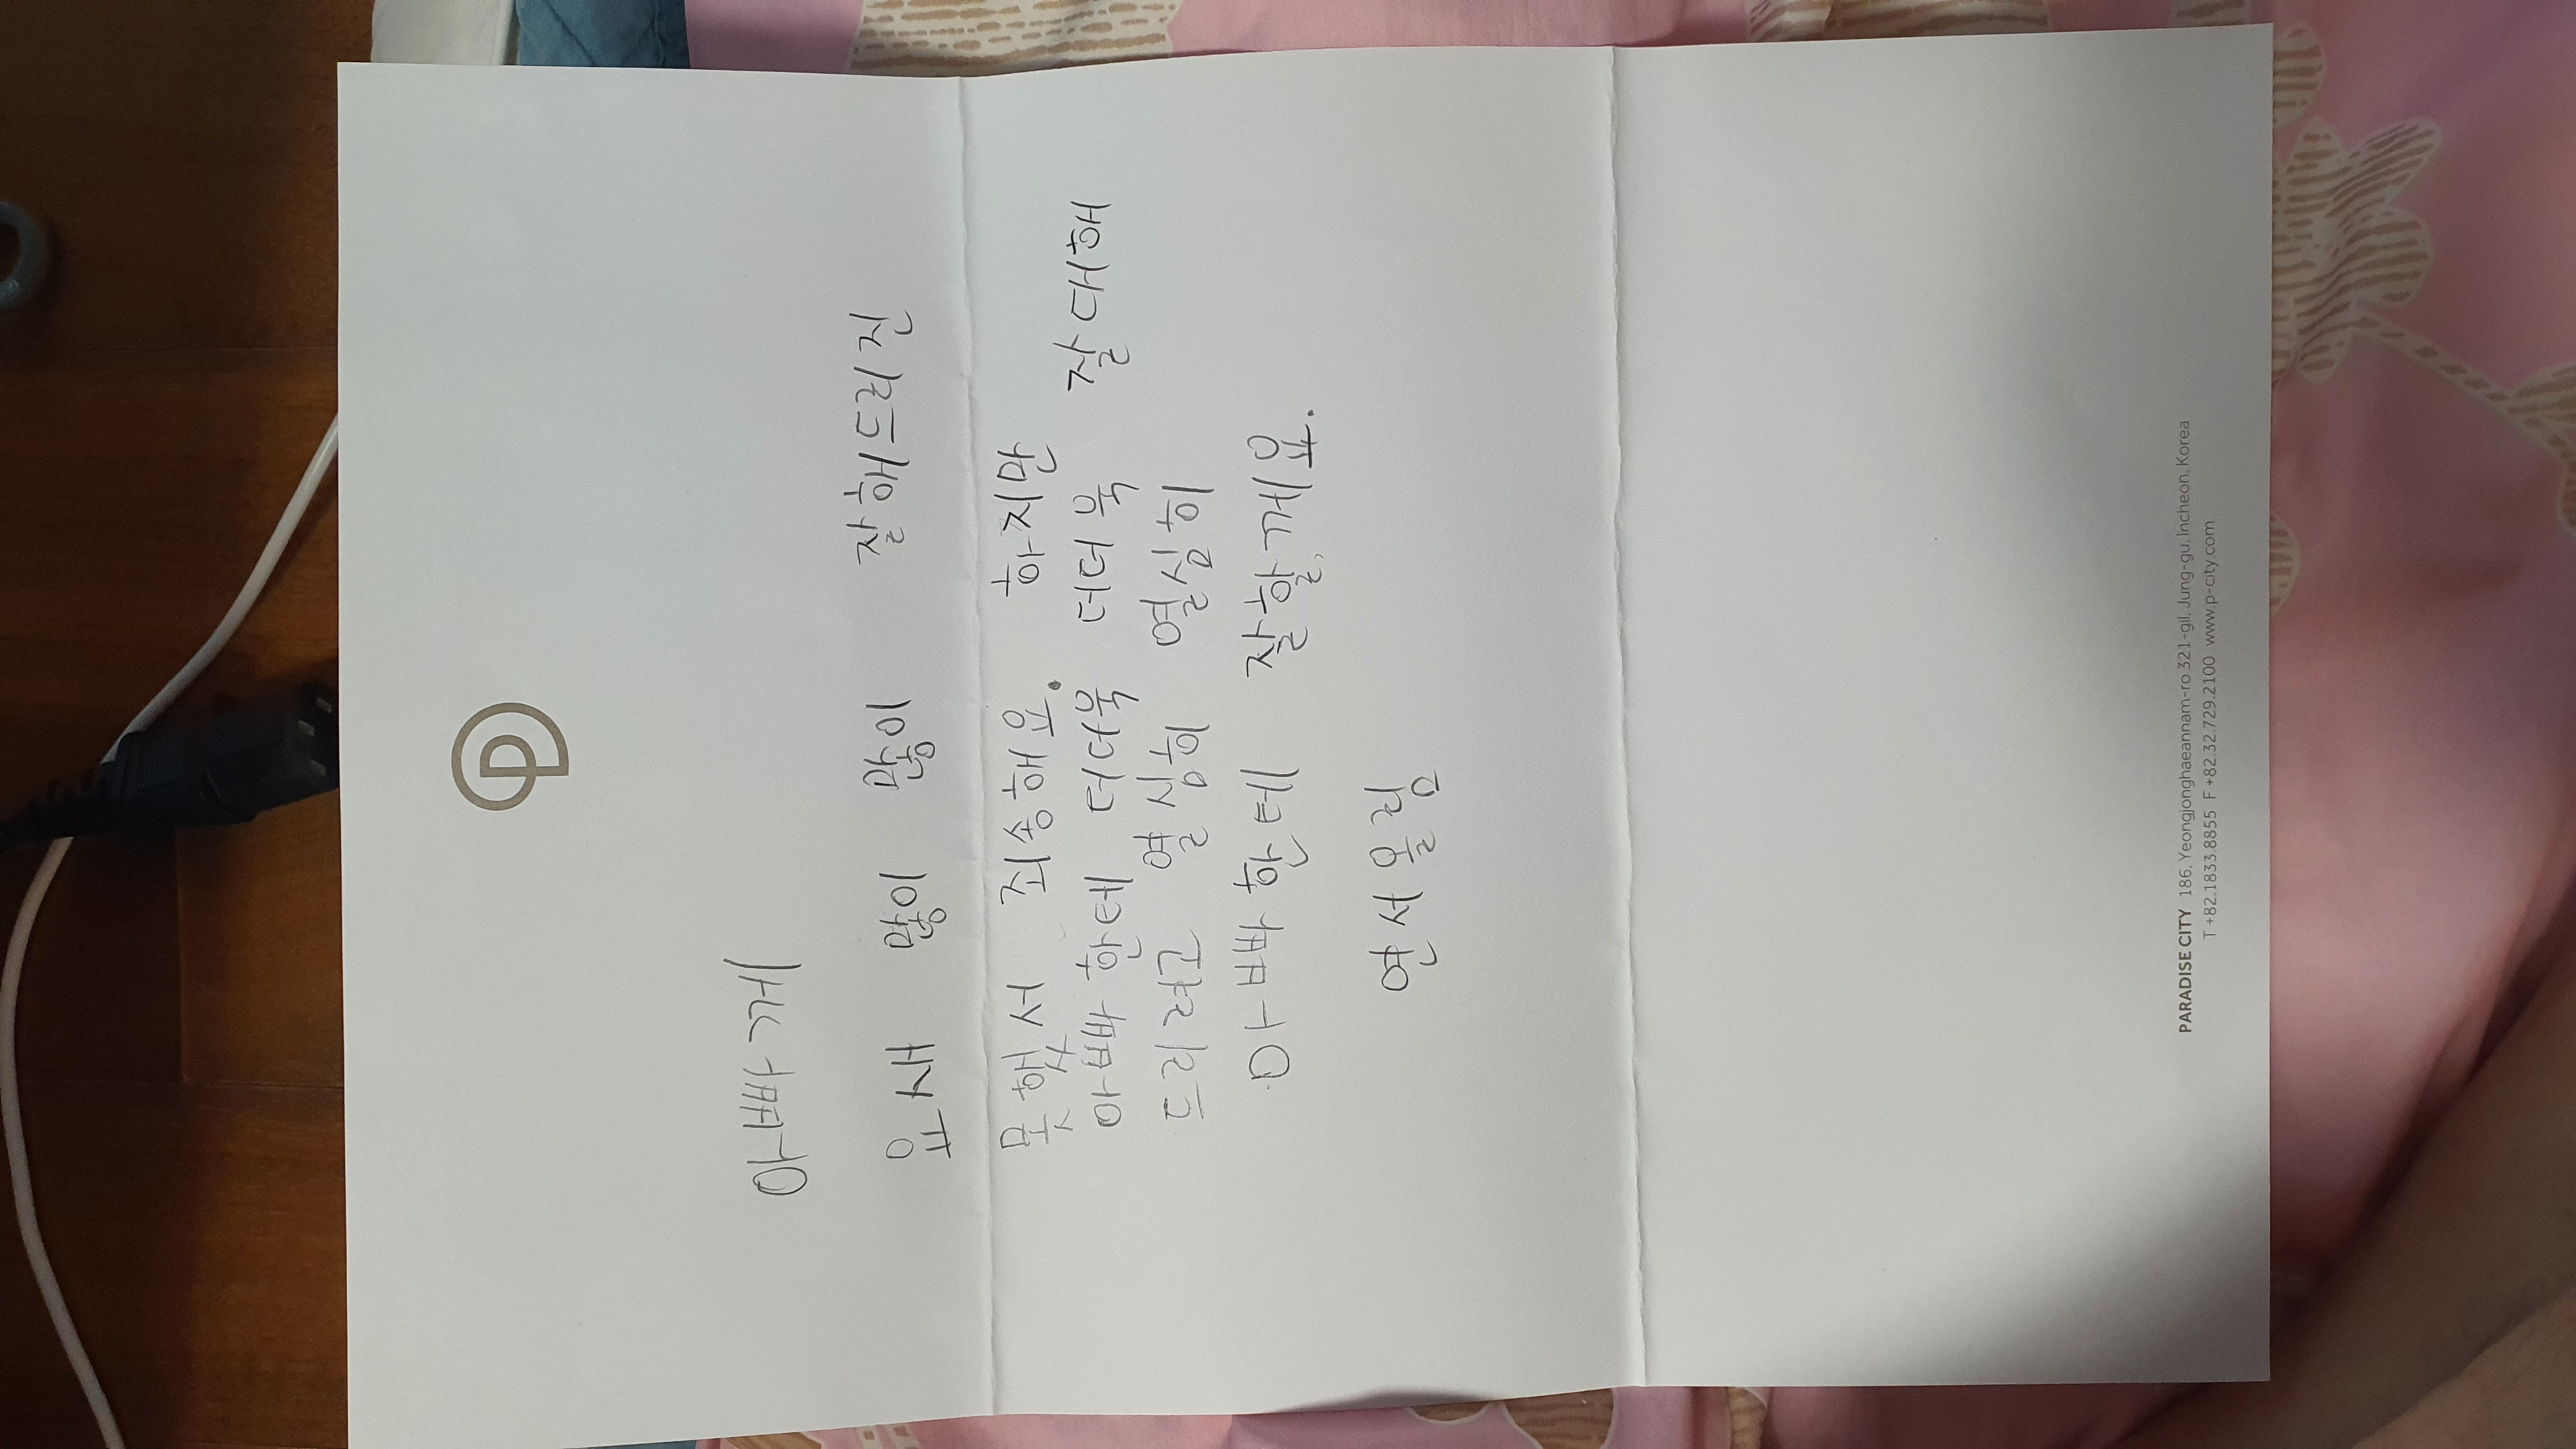 아빠께
요새 많이 많이 잘해드리진
못햇서 죄송해요. 하지만
아빠한테 더더욱 더더욱 잘대해
드리려고 열심히 열심히
아빠한테 잘할께요.
연서올림
PARADISE CITY 186, Yeongjonghaeannam-ro 321-gil, Jung-gu, Incheon, Korea
T +82.1833.8855 F +82.32.729.2100 www.p-city.com